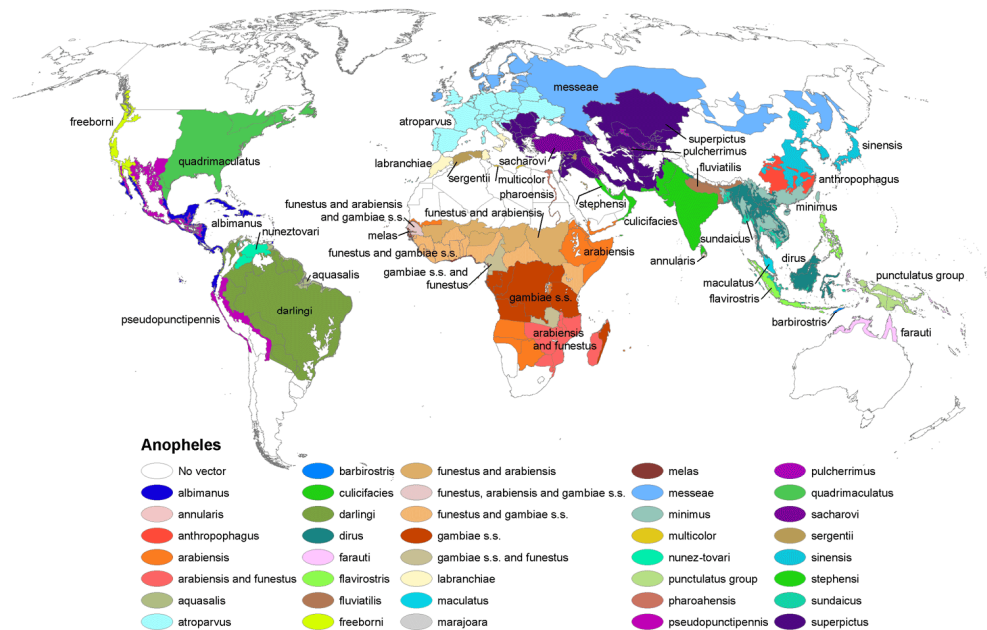 messeae
freeborni
atroparvus
superpictus
sinensis
quadrimaculatus
labranchiae
sacharovi
pulcherrimus
sergentii
multicolor
fluviatilis
anthropophagus
pharoensis
stephensi
minimus
funestus and arabiensis
and gambiae s.s.
funestus and arabiensis
albimanus
nuneztovari
culicifacies
melas
sundaicus
funestus and gambiae s.s.
arabiensis
annularis
dirus
gambiae s.s. and
funestus
aquasalis
maculatus
punctulatus group
gambiae s.s.
flavirostris
darlingi
pseudopunctipennis
barbirostris
arabiensis
and funestus
farauti
Anopheles
No vector
albimanus
annularis
anthropophagus
arabiensis
arabiensis and funestus
aquasalis
atroparvus
barbirostris
culicifacies
darlingi
dirus
farauti
flavirostris
fluviatilis
freeborni
funestus and arabiensis
funestus, arabiensis and gambiae s.s.
funestus and gambiae s.s.
gambiae s.s.
gambiae s.s. and funestus
labranchiae
maculatus
marajoara
melas
messeae
minimus
multicolor
nunez-tovari
punctulatus group
pharoahensis
pseudopunctipennis
pulcherrimus
quadrimaculatus
sacharovi
sergentii
sinensis
stephensi
sundaicus
superpictus